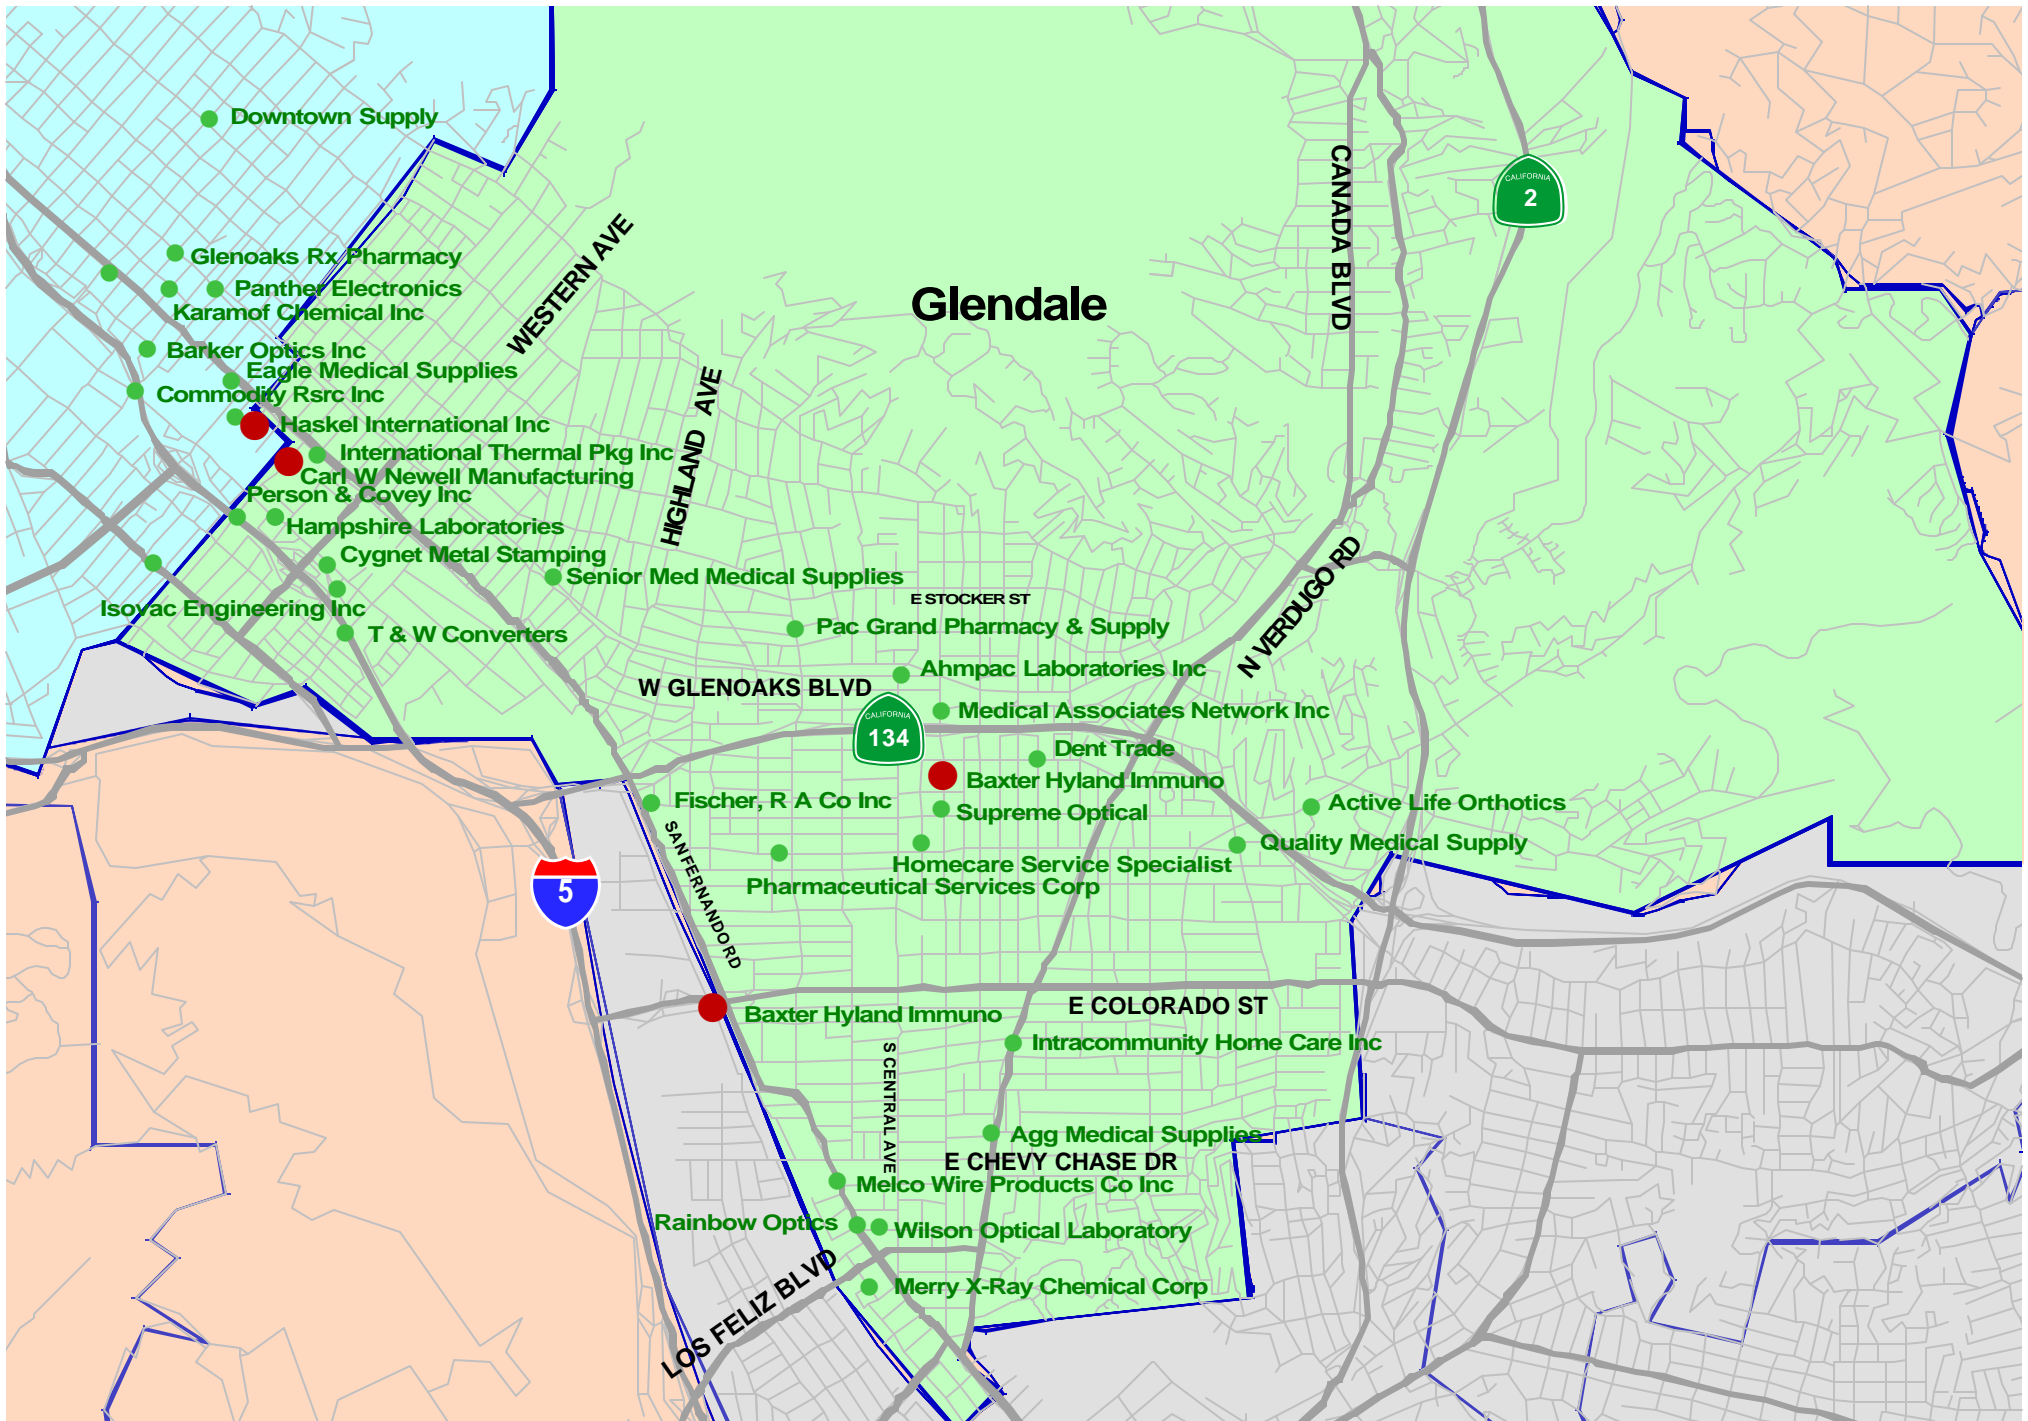 Downtown Supply
CALIFORNIA
2
CANADA BLVD
WESTERN AVE
Glenoaks Rx Pharmacy
Panther Electronics
Karamof Chemical Inc
Glendale
Barker Optics Inc
Eagle Medical Supplies
Commodity Rsrc Inc
HIGHLAND AVE
Haskel International Inc
International Thermal Pkg Inc
Carl W Newell Manufacturing
Person & Covey Inc
Hampshire Laboratories
Cygnet Metal Stamping
Senior Med Medical Supplies
E STOCKER ST
Isovac Engineering Inc
T & W Converters
Pac Grand Pharmacy & Supply
N VERDUGO RD
Ahmpac Laboratories Inc
W GLENOAKS BLVD
Medical Associates Network Inc
CALIFORNIA
134
Dent Trade
Baxter Hyland Immuno
Fischer, R A Co Inc
Supreme Optical
Active Life Orthotics
Quality Medical Supply
Homecare Service Specialist
Pharmaceutical Services Corp
SAN FERNANDO RD
5
E COLORADO ST
Baxter Hyland Immuno
Intracommunity Home Care Inc
S CENTRAL AVE
Agg Medical Supplies
E CHEVY CHASE DR
Melco Wire Products Co Inc
Rainbow Optics
Wilson Optical Laboratory
Merry X-Ray Chemical Corp
LOS FELIZ BLVD